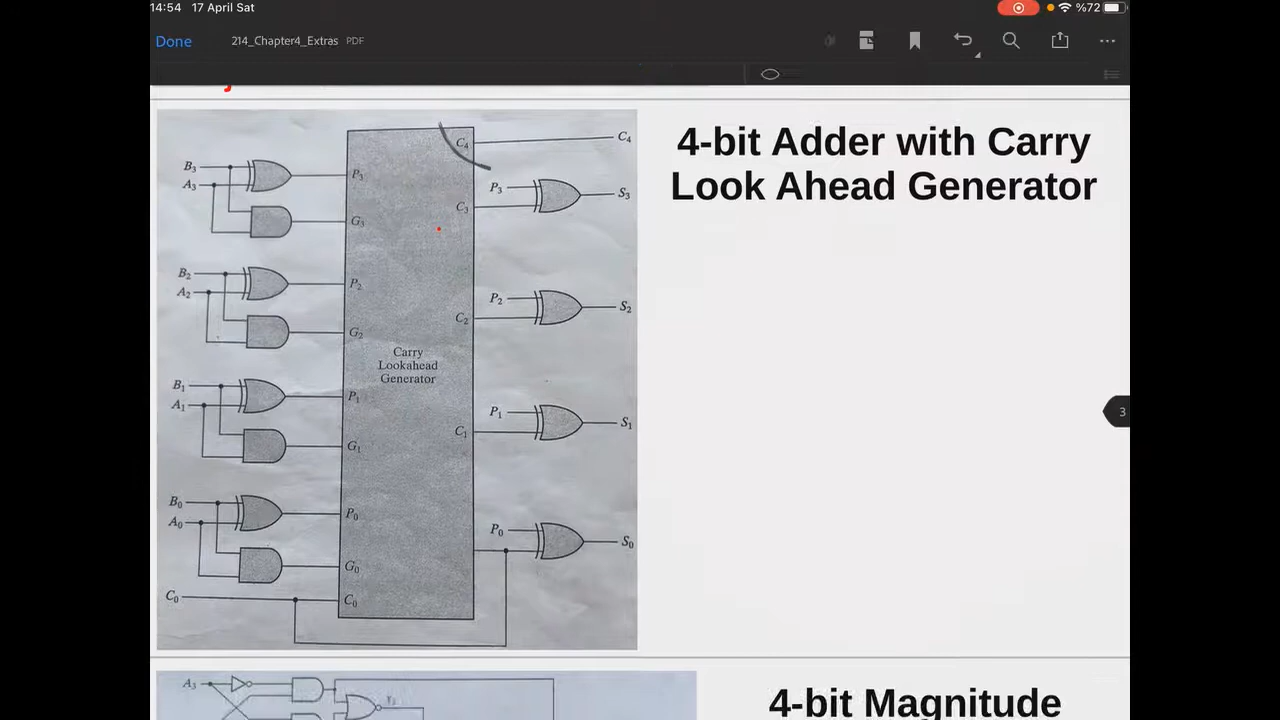 14:54 17 April Sat
%72
Done
214_Chapter4_Extras PDF
4-bit Adder with Carry
Look Ahead Generator
C₄ C₄
B₃
A₃
P₃
P₃
S₃
C₃
G₃
B₂
A₂
P₂
P₂
S₂
C₂
G₂
Carry
Lookahead
Generator
B₁
A₁
P₁
P₁
S₁
C₁
G₁
B₀
A₀
P₀
P₀
S₀
G₀
C₀
C₀
3
A₃
Y₃
4-bit Magnitude